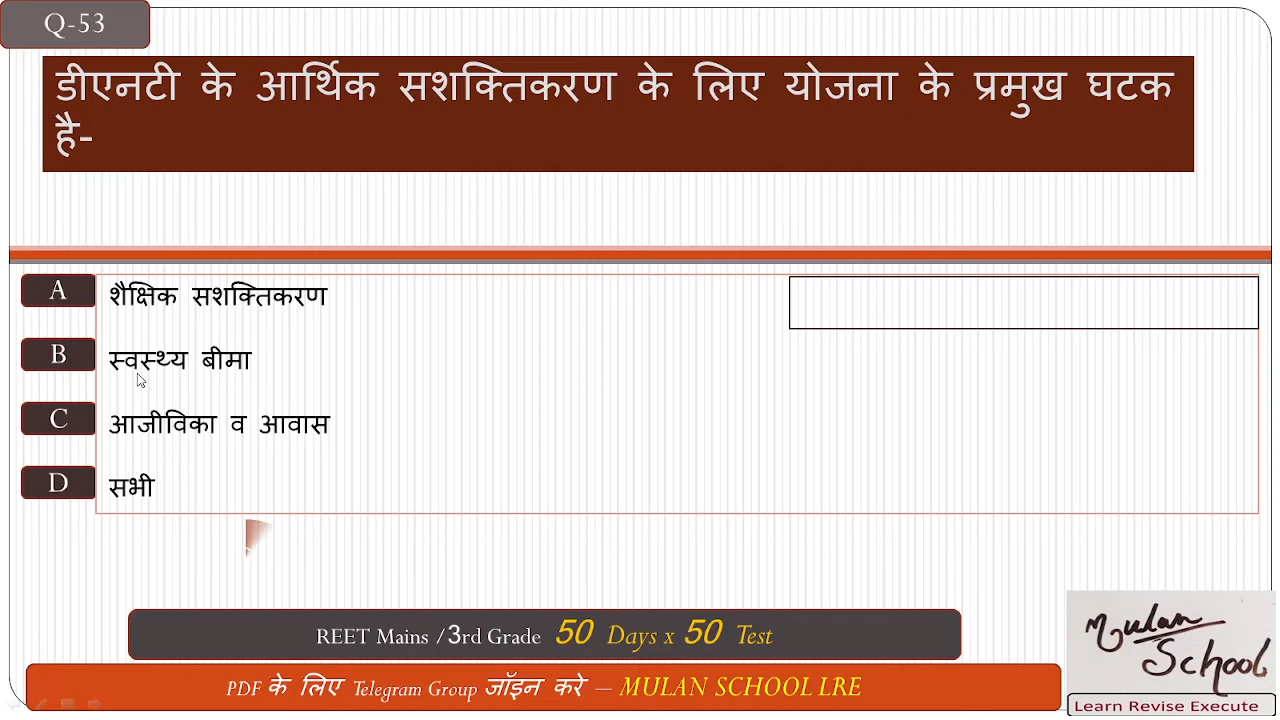 Q-53
डीएनटी के आर्थिक सशक्तिकरण के लिए योजना के प्रमुख घटक
है-
A शैक्षिक सशक्तिकरण
B स्वस्थ्य बीमा
C आजीविका व आवास
D सभी
REET Mains /3rd Grade 50 Days x 50 Test
PDF के लिए Telegram Group जॉइन करे – MULAN SCHOOL LRE
Mulan
School
Learn Revise Execute